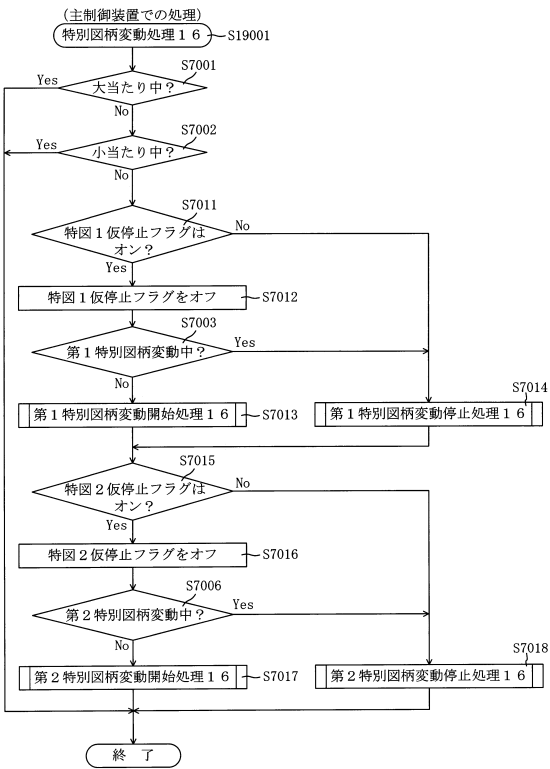 (主制御装置での処理)
特別図柄変動処理16 S19001
S7001
大当たり中?
Yes
No
S7002
小当たり中?
Yes
No
S7011
特図1仮停止フラグは
オン?
No
Yes
特図1仮停止フラグをオフ S7012
S7003
第1特別図柄変動中?
Yes
No
第1特別図柄変動開始処理16 S7013
S7014
第1特別図柄変動停止処理16
S7015
特図2仮停止フラグは
オン?
No
Yes
特図2仮停止フラグをオフ S7016
S7006
第2特別図柄変動中?
Yes
No
第2特別図柄変動開始処理16 S7017
S7018
第2特別図柄変動停止処理16
終 了